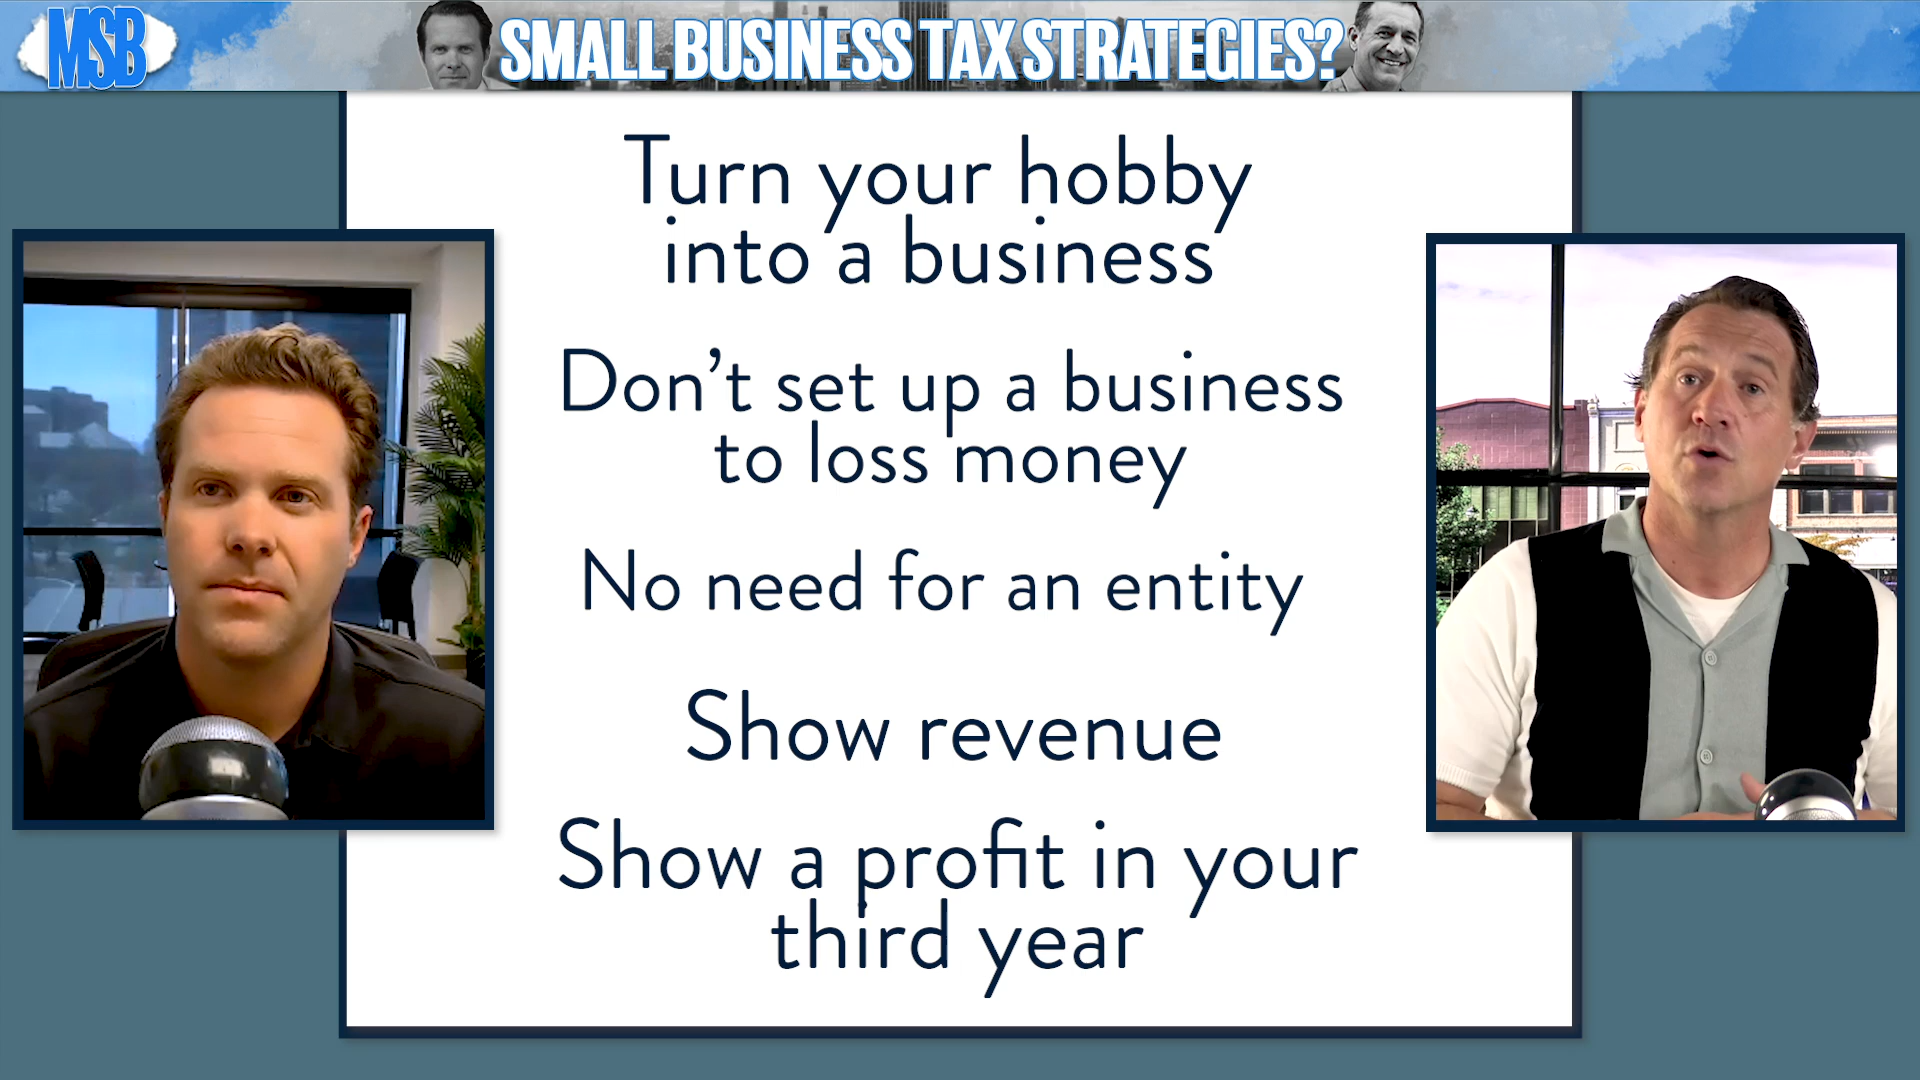 MSB
SMALL BUSINESS TAX STRATEGIES?
Turn your hobby
into a business
Don't set up a business
to loss money
No need for an entity
Show revenue
Show a profit in your
third year